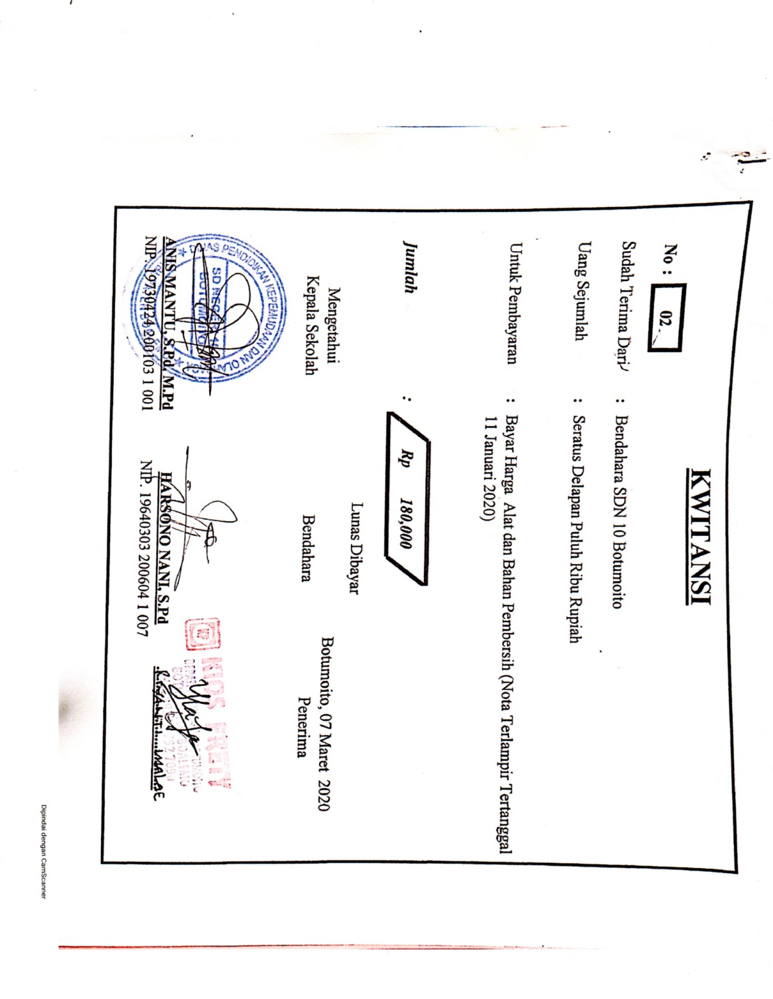 KWITANSI
No : 02
Sudah Terima Dari : Bendahara SDN 10 Botumoito
Uang Sejumlah : Seratus Delapan Puluh Ribu Rupiah
Untuk Pembayaran : Bayar Harga Alat dan Bahan Pembersih (Nota Terlampir Tertanggal
11 Januari 2020)
Jumlah : Rp 180,000
Lunas Dibayar
Botumoito, 07 Maret 2020
Mengetahui
Kepala Sekolah
Bendahara
Penerima
DINAS PENDIDIKAN KEPEMUDAAN DAN OLAHRAGA
SD NEGERI
BOTUMOITO
KIOS FRETY
ANIS MANTU, S.Pd, M.Pd
NIP. 19730424 200103 1 001
HARSONO NANI, S.Pd
NIP. 19640303 200604 1 007
Dipindai dengan CamScanner